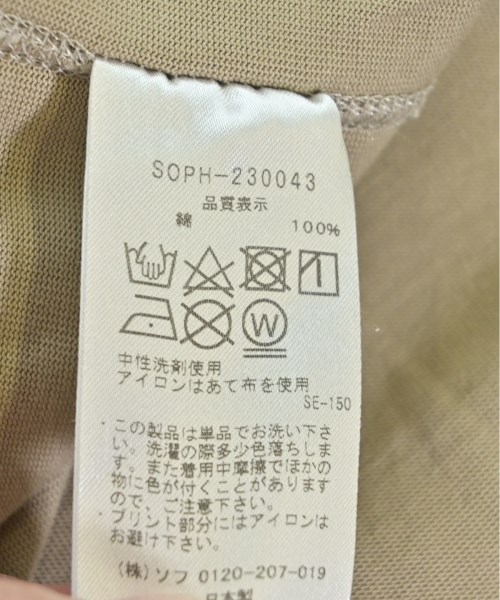 SOPH-230043
品質表示
綿 100%
W
中性洗剤使用
アイロンはあて布を使用
SE-150
・この製品は単品でお洗い下さ
い。洗濯の際多少色落ちしま
す。また着用中摩擦でほかの
物に色が付くことがあります
ので、ご注意下さい。
・プリント部分にはアイロンは
お避け下さい。
(株)ソフ 0120-207-019
日本製